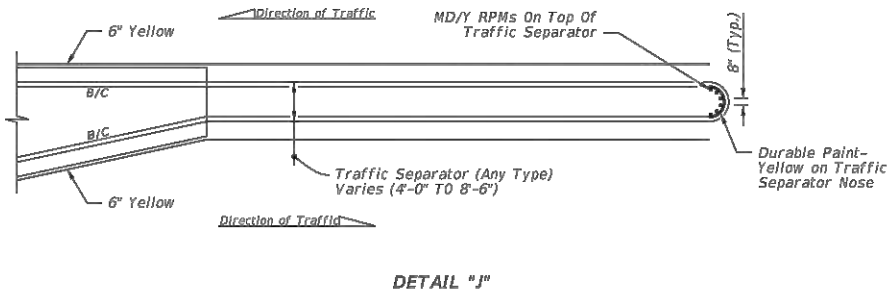 Direction of Traffic
6" Yellow
MD/Y RPMs On Top Of
Traffic Separator
8" (Typ.)
B/C
B/C
Traffic Separator (Any Type)
Varies (4'-0" TO 8'-6")
Durable Paint-
Yellow on Traffic
Separator Nose
6" Yellow
Direction of Traffic
DETAIL "J"